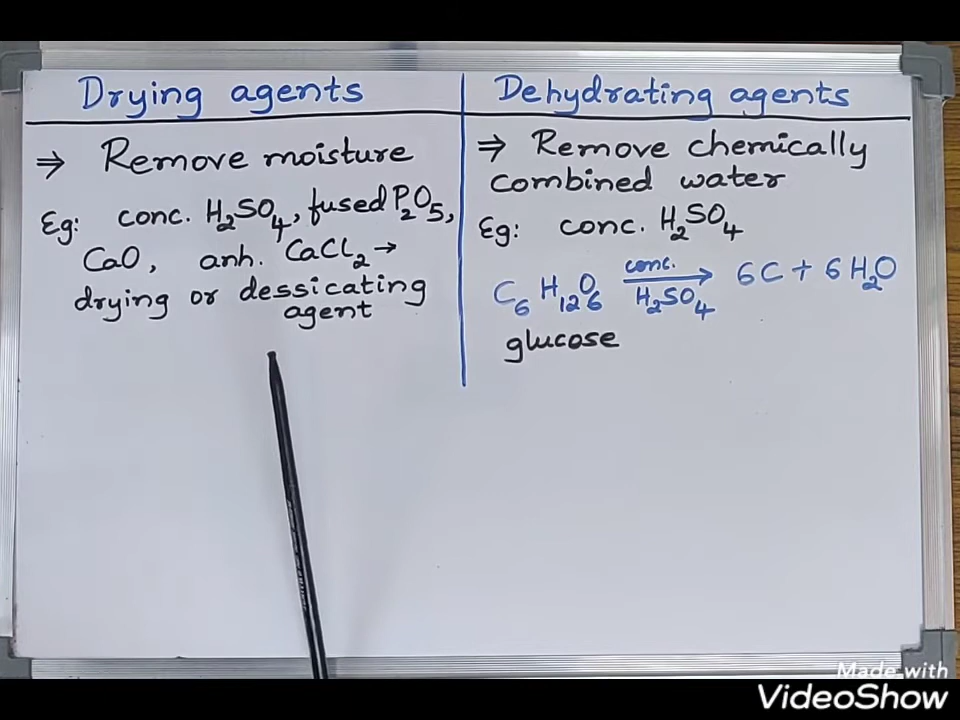 Drying agents
⇒ Remove moisture
Eg: conc. H₂SO₄, fused P₂O₅,
CaO, anh. CaCl₂ →
drying or dessicating
agent
Dehydrating agents
⇒ Remove chemically
combined water
Eg: conc. H₂SO₄
C₆H₁₂O₆ conc. H₂SO₄ → 6C + 6H₂O
glucose
Made with
VideoShow